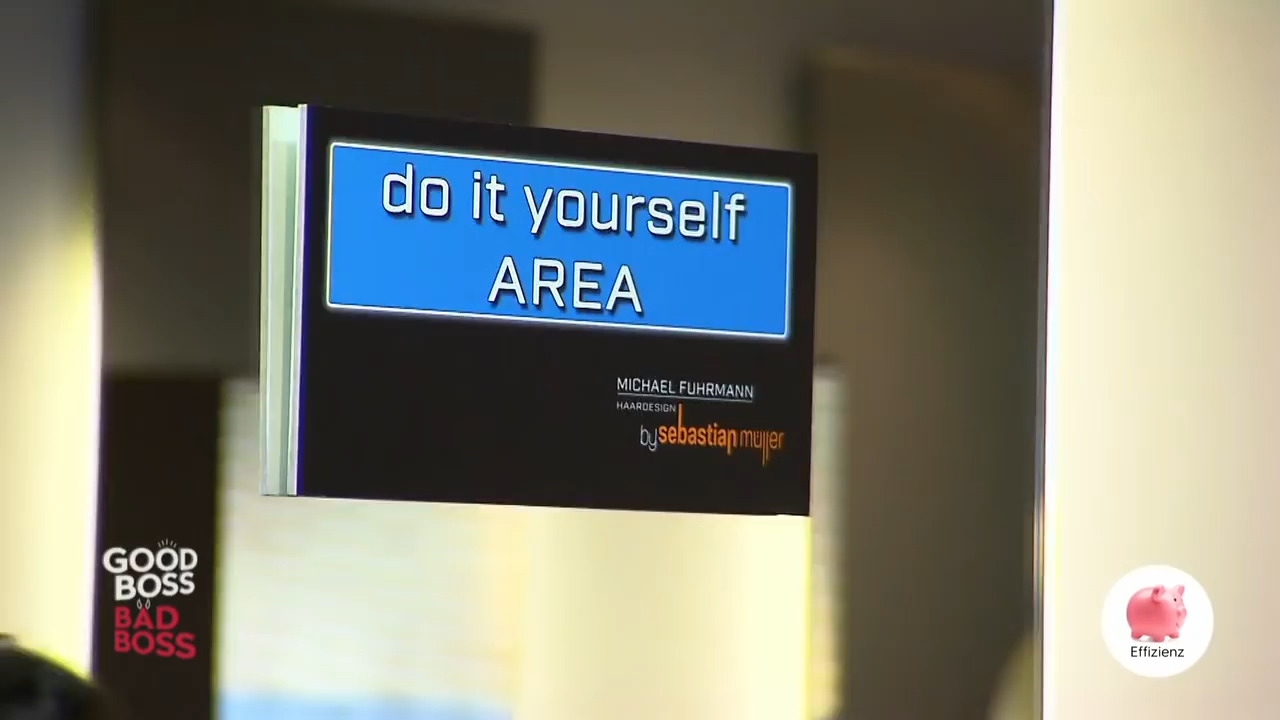 do it yourself
AREA
MICHAEL FUHRMANN
HAARDESIGN
by sebastian müller
GOOD
BOSS
BAD
BOSS
Effizienz